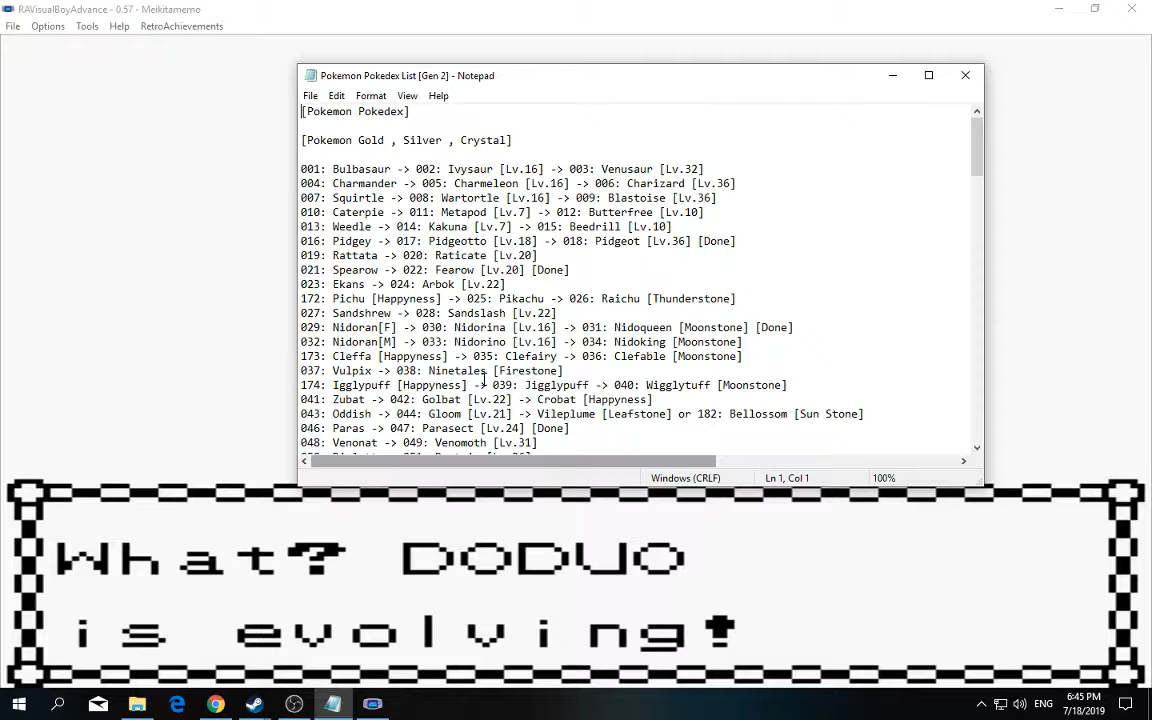 RAVisualBoyAdvance - 0.57 - Meikitamemo
File Options Tools Help RetroAchievements
Pokemon Pokedex List [Gen 2] - Notepad
File Edit Format View Help
[Pokemon Pokedex]
[Pokemon Gold , Silver , Crystal]
001: Bulbasaur -> 002: Ivysaur [Lv.16] -> 003: Venusaur [Lv.32]
004: Charmander -> 005: Charmeleon [Lv.16] -> 006: Charizard [Lv.36]
007: Squirtle -> 008: Wartortle [Lv.16] -> 009: Blastoise [Lv.36]
010: Caterpie -> 011: Metapod [Lv.7] -> 012: Butterfree [Lv.10]
013: Weedle -> 014: Kakuna [Lv.7] -> 015: Beedrill [Lv.10]
016: Pidgey -> 017: Pidgeotto [Lv.18] -> 018: Pidgeot [Lv.36] [Done]
019: Rattata -> 020: Raticate [Lv.20]
021: Spearow -> 022: Fearow [Lv.20] [Done]
023: Ekans -> 024: Arbok [Lv.22]
172: Pichu [Happyness] -> 025: Pikachu -> 026: Raichu [Thunderstone]
027: Sandshrew -> 028: Sandslash [Lv.22]
029: Nidoran[F] -> 030: Nidorina [Lv.16] -> 031: Nidoqueen [Moonstone] [Done]
032: Nidoran[M] -> 033: Nidorino [Lv.16] -> 034: Nidoking [Moonstone]
173: Cleffa [Happyness] -> 035: Clefairy -> 036: Clefable [Moonstone]
037: Vulpix -> 038: Ninetales [Firestone]
174: Igglypuff [Happyness] -> 039: Jigglypuff -> 040: Wigglytuff [Moonstone]
041: Zubat -> 042: Golbat [Lv.22] -> Crobat [Happyness]
043: Oddish -> 044: Gloom [Lv.21] -> Vileplume [Leafstone] or 182: Bellossom [Sun Stone]
046: Paras -> 047: Parasect [Lv.24] [Done]
048: Venonat -> 049: Venomoth [Lv.31]
Windows (CRLF) Ln 1, Col 1 100%
What? DODUO
is evolving!
ENG
6:45 PM
7/18/2019